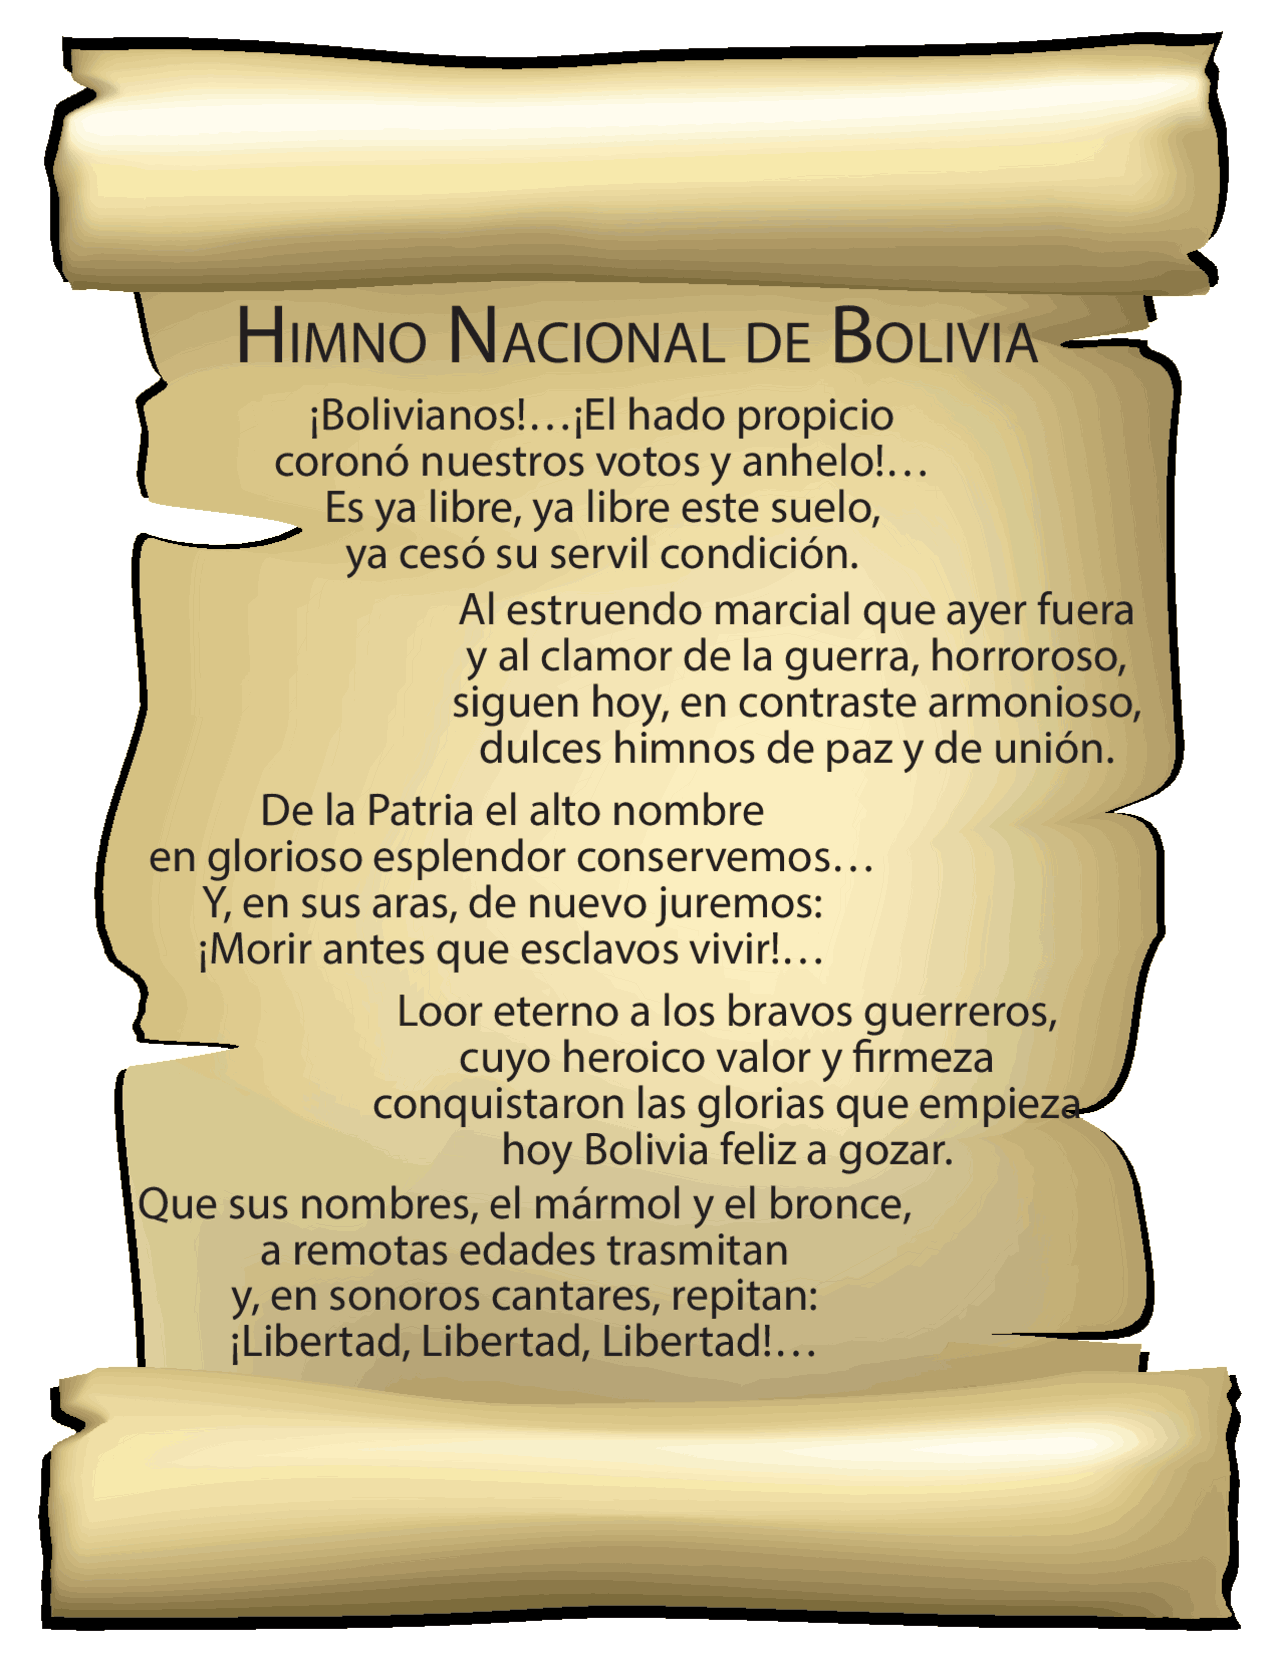 Himno Nacional de Bolivia
¡Bolivianos!…¡El hado propicio
coronó nuestros votos y anhelo!…
Es ya libre, ya libre este suelo,
ya cesó su servil condición.
Al estruendo marcial que ayer fuera
y al clamor de la guerra, horroroso,
siguen hoy, en contraste armonioso,
dulces himnos de paz y de unión.
De la Patria el alto nombre
en glorioso esplendor conservemos…
Y, en sus aras, de nuevo juremos:
¡Morir antes que esclavos vivir!…
Loor eterno a los bravos guerreros,
cuyo heroico valor y firmeza
conquistaron las glorias que empieza
hoy Bolivia feliz a gozar.
Que sus nombres, el mármol y el bronce,
a remotas edades trasmitan
y, en sonoros cantares, repitan:
¡Libertad, Libertad, Libertad!…